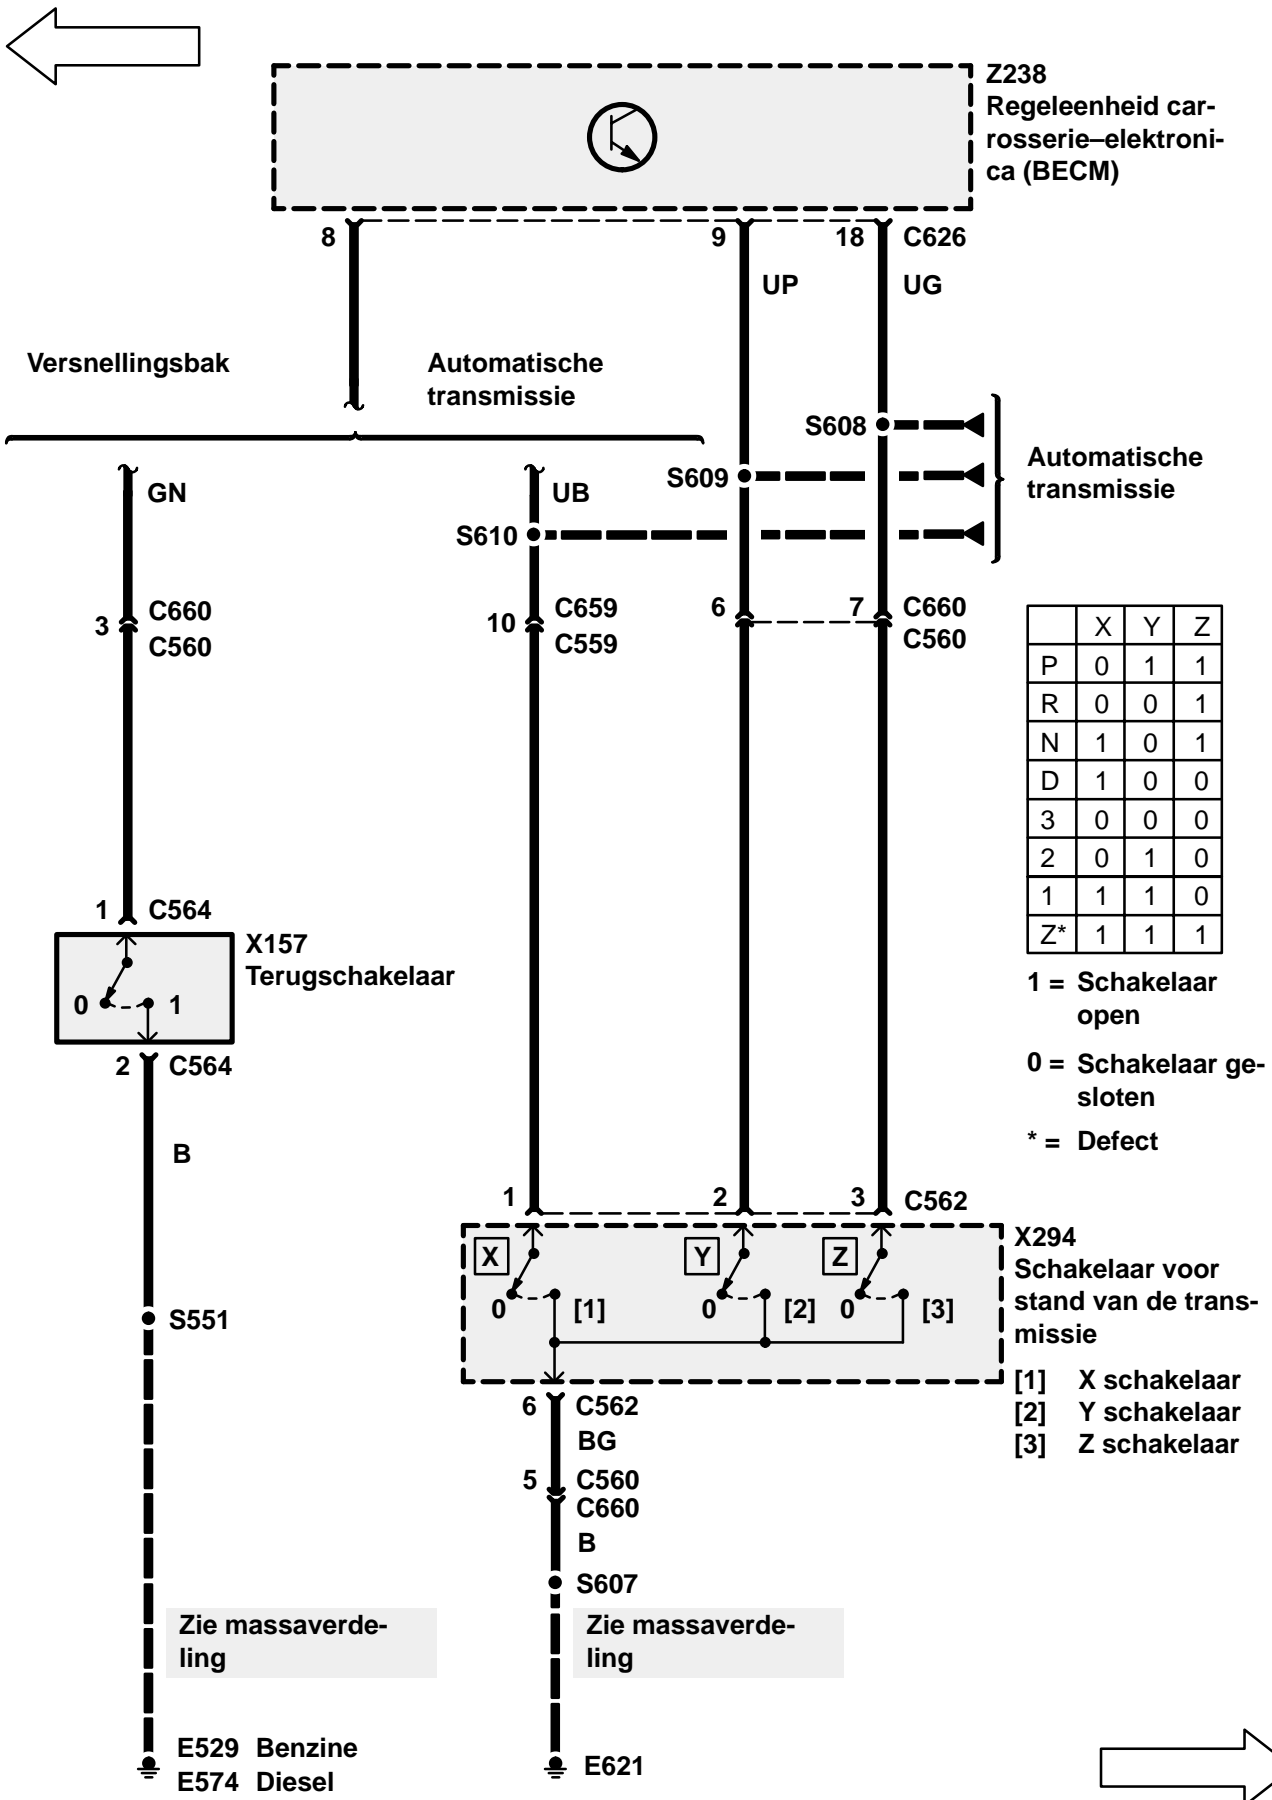 Z238
Regeleenheid car-
rosserie–elektroni-
ca (BECM)
8
9
18
C626
UP
UG
Versnellingsbak
Automatische
transmissie
S608
S609
Automatische
transmissie
GN
UB
S610
3
C660
C560
10
C659
C559
6
7
C660
C560
X Y Z
P 0 1 1
R 0 0 1
N 1 0 1
D 1 0 0
3 0 0 0
2 0 1 0
1 1 1 0
Z* 1 1 1
1 = Schakelaar
open
0 = Schakelaar ge-
sloten
* = Defect
1
C564
X157
Terugschakelaar
0
1
2
C564
B
1
2
3
C562
X
Y
Z
0
[1]
0
[2]
0
[3]
X294
Schakelaar voor
stand van de trans-
missie
[1] X schakelaar
[2] Y schakelaar
[3] Z schakelaar
S551
6
C562
BG
5
C560
C660
B
S607
Zie massaverde-
ling
Zie massaverde-
ling
E529 Benzine
E574 Diesel
E621